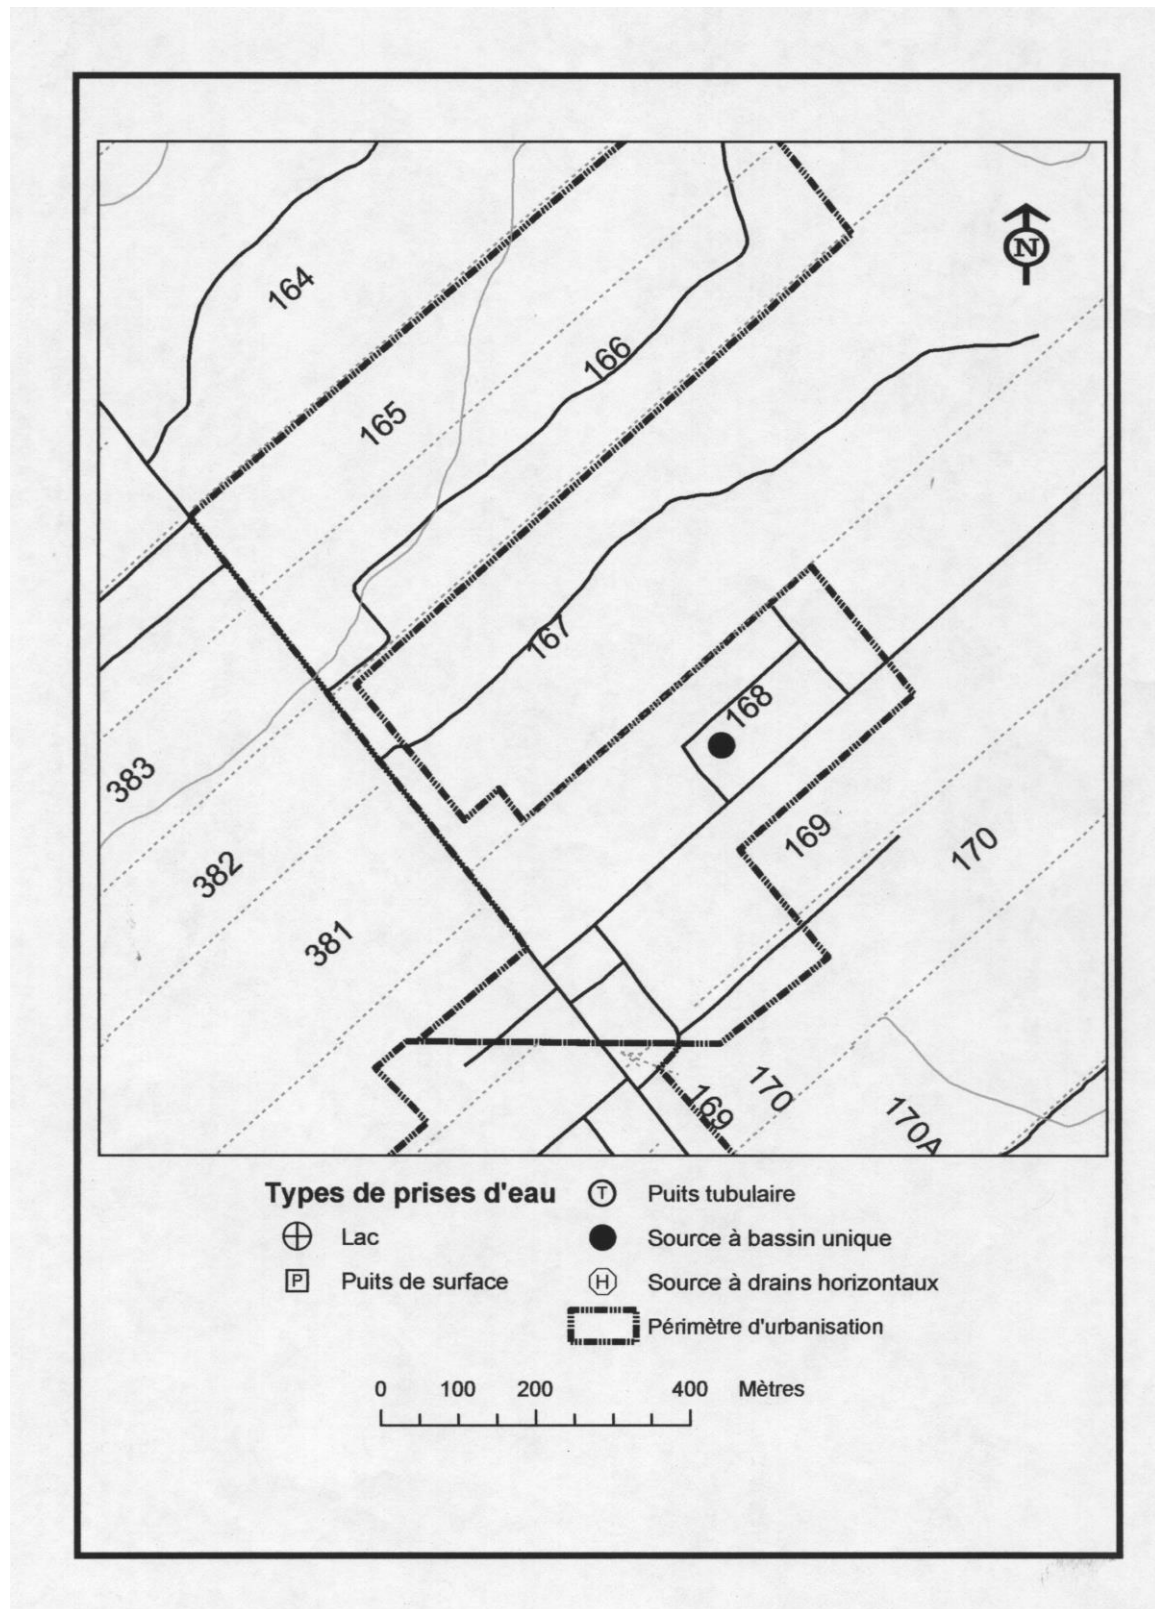 N
164
166
165
167
168
383
169
170
382
381
170
169
170A
Types de prises d'eau
T Puits tubulaire
Lac
Source à bassin unique
P Puits de surface
H Source à drains horizontaux
Périmètre d'urbanisation
0 100 200 400 Mètres